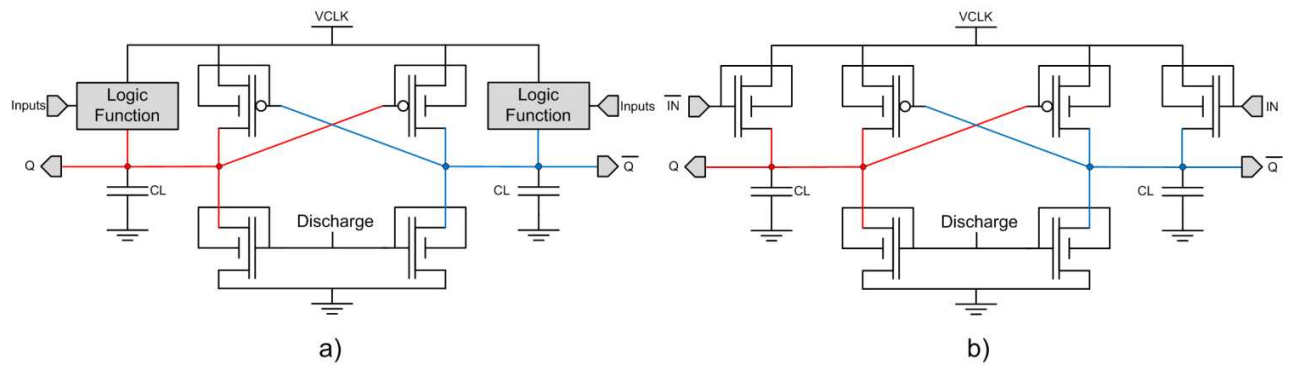 VCLK
Inputs
Logic
Function
Logic
Function
Inputs
Q
Q
CL
CL
Discharge
a)
VCLK
IN
IN
Q
Q
CL
CL
Discharge
b)